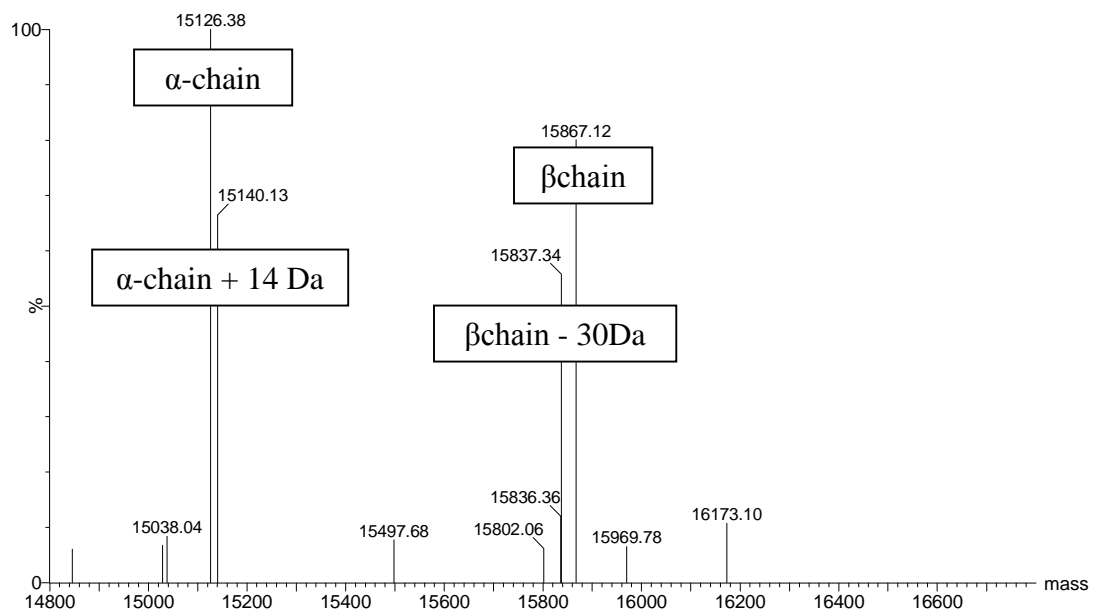 15126.38
100
α-chain
15867.12
βchain
15140.13
15837.34
α-chain + 14 Da
%
βchain - 30Da
15836.36
16173.10
15038.04
15497.68
15802.06
15969.78
0
mass
14800 15000 15200 15400 15600 15800 16000 16200 16400 16600